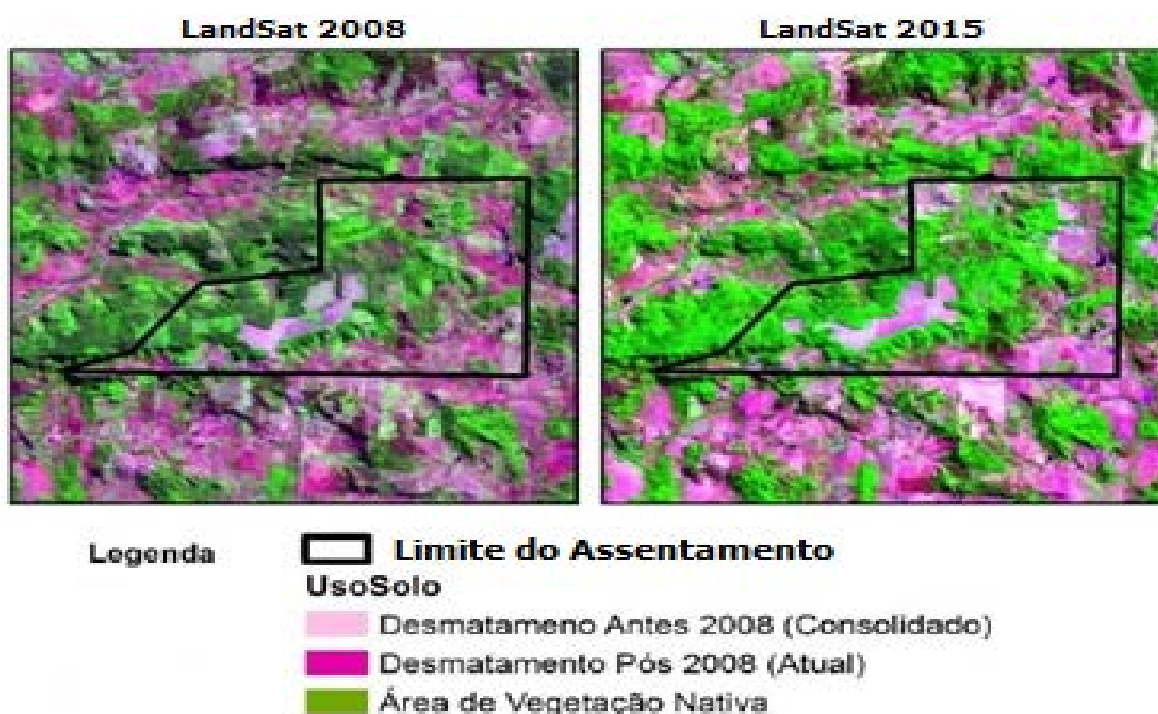 LandSat 2008
LandSat 2015
Legenda
Limite do Assentamento
UsoSolo
Desmatameno Antes 2008 (Consolidado)
Desmatamento Pós 2008 (Atual)
Área de Vegetação Nativa